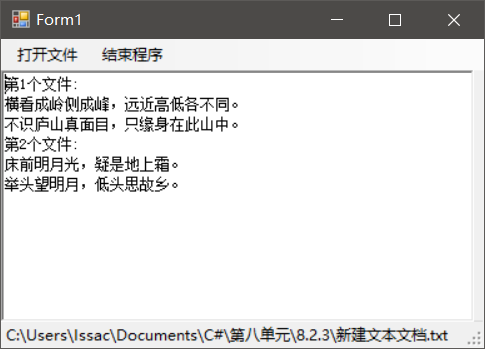 Form1
打开文件 结束程序
第1个文件:
横看成岭侧成峰，远近高低各不同。
不识庐山真面目，只缘身在此山中。
第2个文件:
床前明月光，疑是地上霜。
举头望明月，低头思故乡。
C:\Users\Issac\Documents\C#\第八单元\8.2.3\新建文本文档.txt